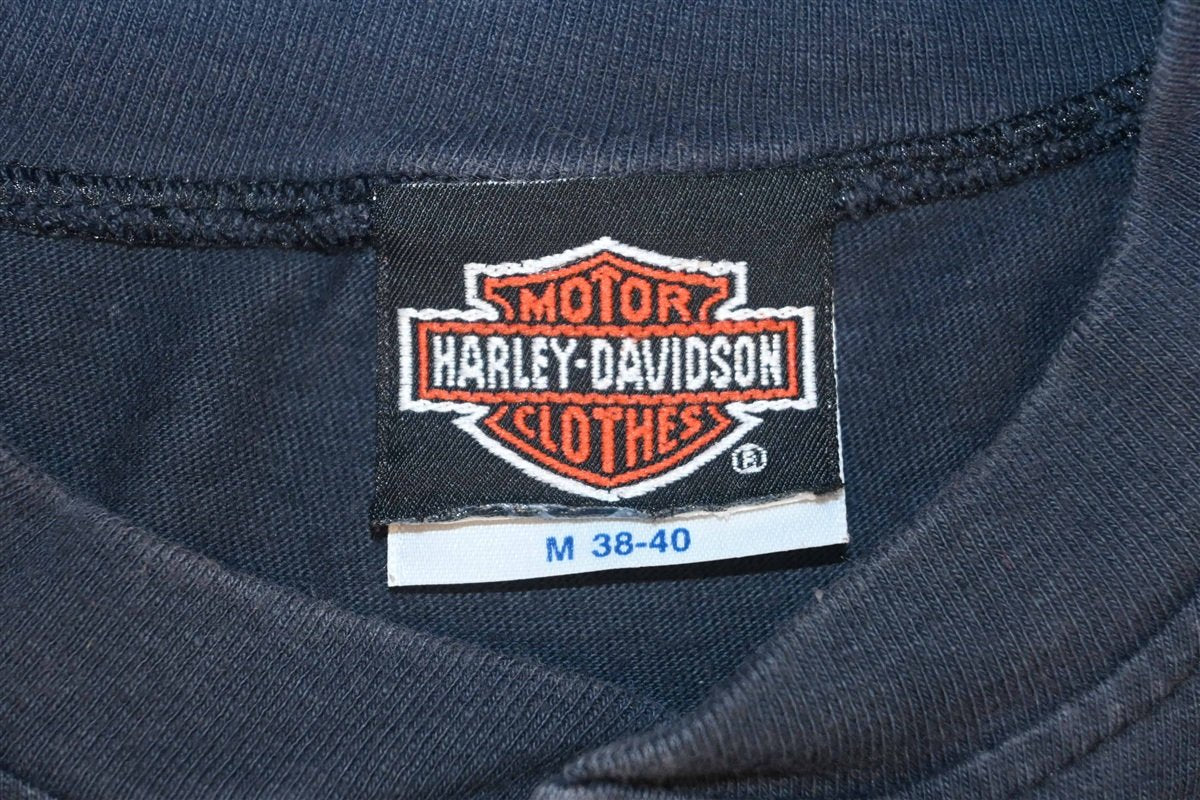 MOTOR
HARLEY-DAVIDSON
CLOTHES
®
M 38-40